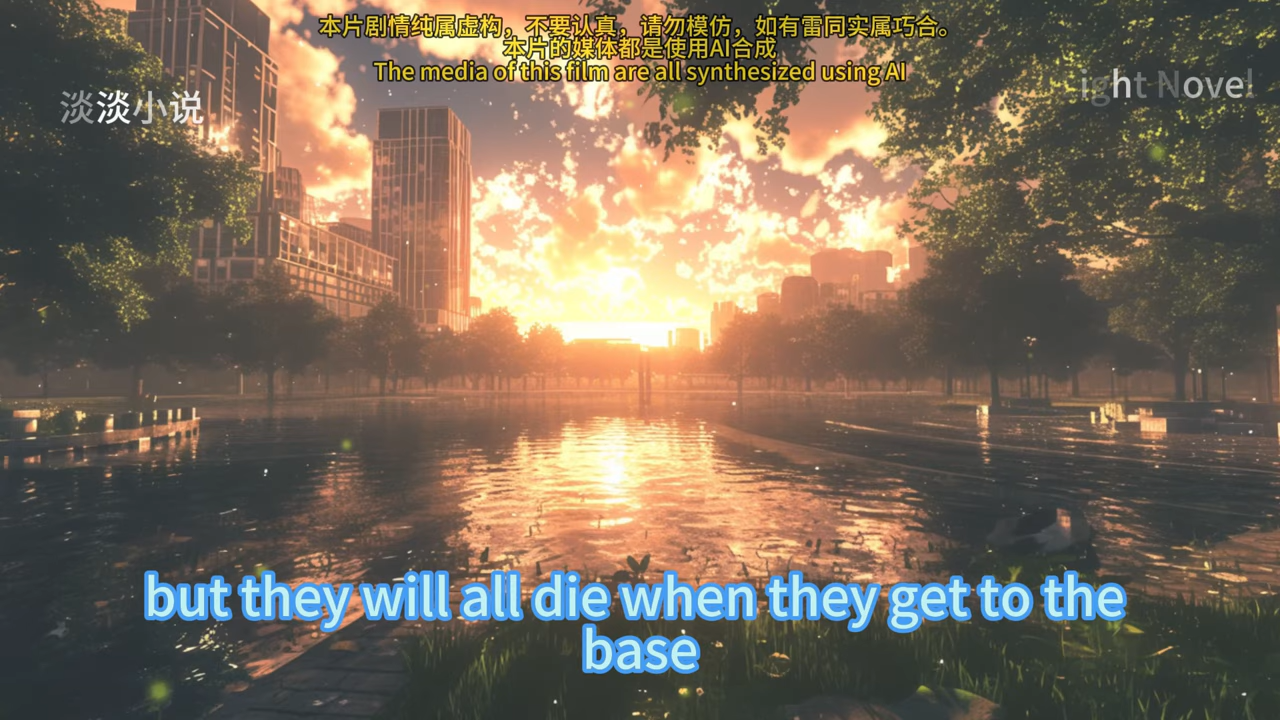 本片剧情纯属虚构，不要认真，请勿模仿，如有雷同实属巧合。
本片的媒体都是使用AI合成
The media of this film are all synthesized using AI
淡淡小说
ight Novel
but they will all die when they get to the
base